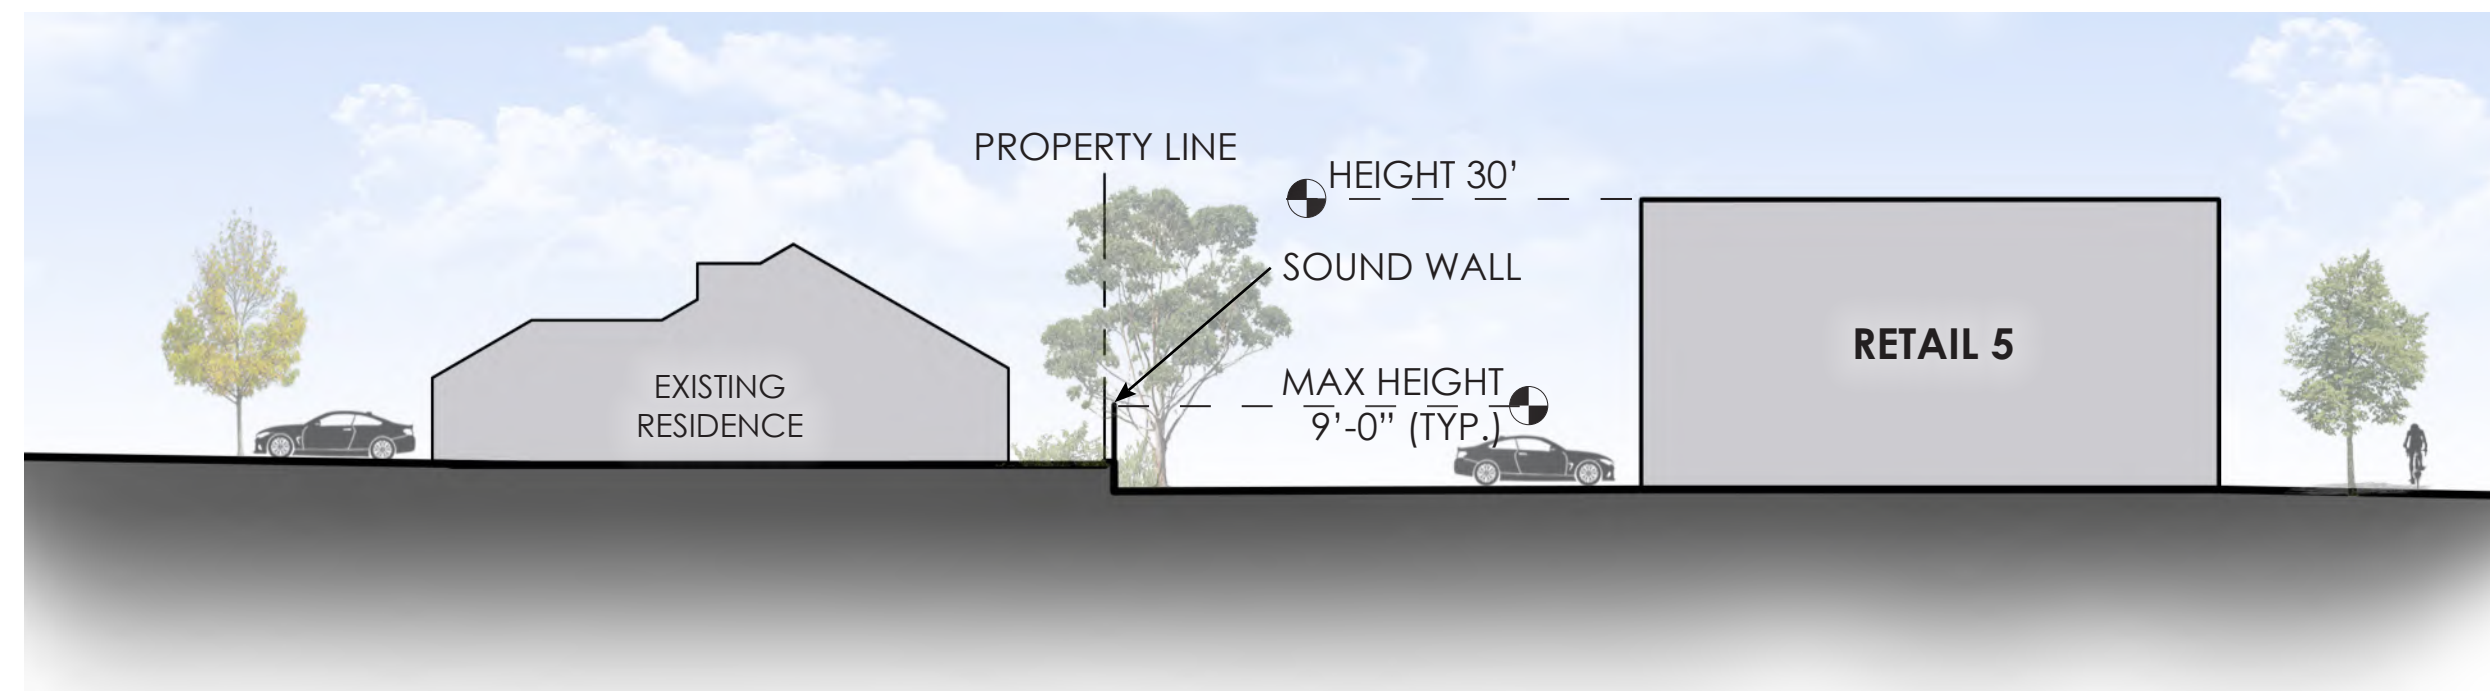 PROPERTY LINE
HEIGHT 30’
SOUND WALL
EXISTING
RESIDENCE
MAX HEIGHT
9’-0” (TYP.)
RETAIL 5